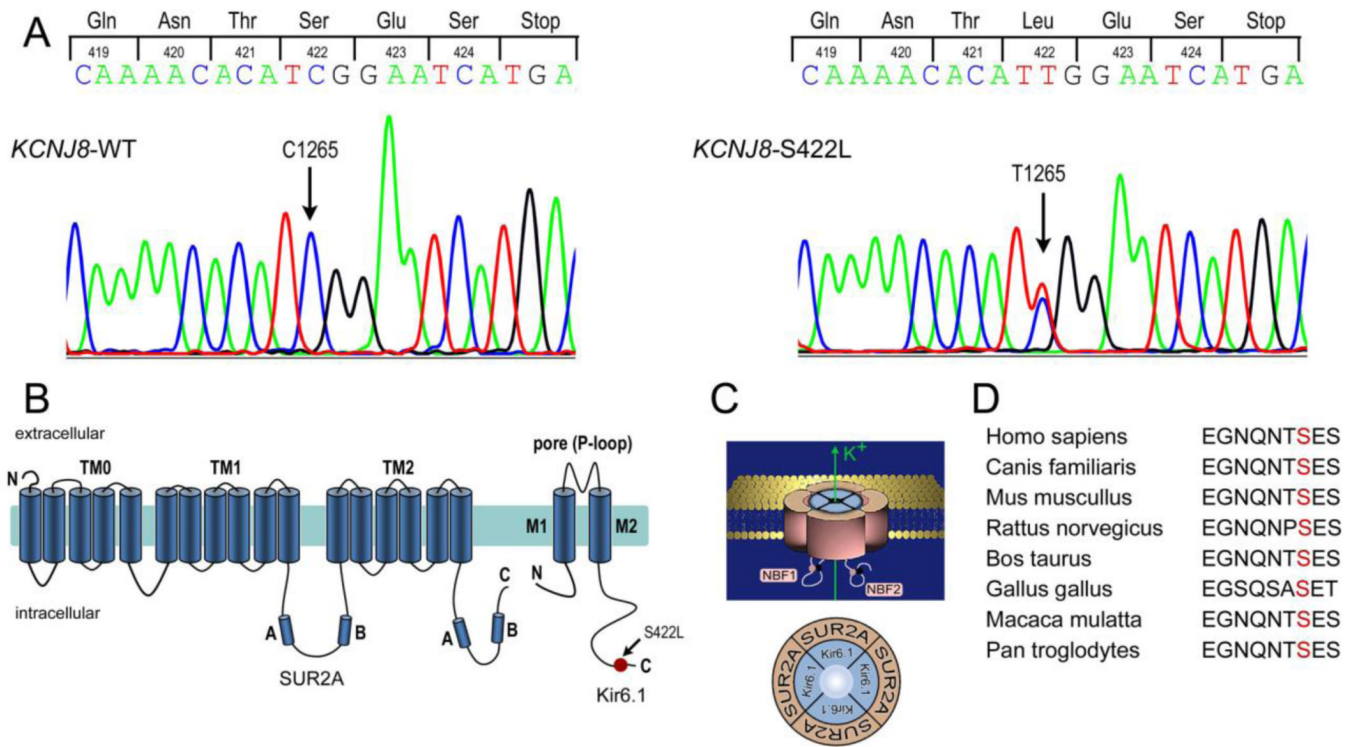 A
Gln Asn Thr Ser Glu Ser Stop
419 420 421 422 423 424
CAAAACACATCGGAATCATGA
KCNJ8-WT
C1265
Gln Asn Thr Leu Glu Ser Stop
419 420 421 422 423 424
CAAAACACATTGGAATCATGA
KCNJ8-S422L
T1265
B
extracellular
pore (P-loop)
N
TM0 TM1 TM2
M1 M2
N
C
intracellular
A B
A B
SUR2A
S422L
C
Kir6.1
C
K+
NBF1
NBF2
SUR2A
SUR2A
SUR2A
SUR2A
Kir6.1
Kir6.1
Kir6.1
Kir6.1
D
Homo sapiens EGNQNTSES
Canis familiaris EGNQNTSES
Mus muscullus EGNQNTSES
Rattus norvegicus EGNQNPSES
Bos taurus EGNQNTSES
Gallus gallus EGSQSASET
Macaca mulatta EGNQNTSES
Pan troglodytes EGNQNTSES